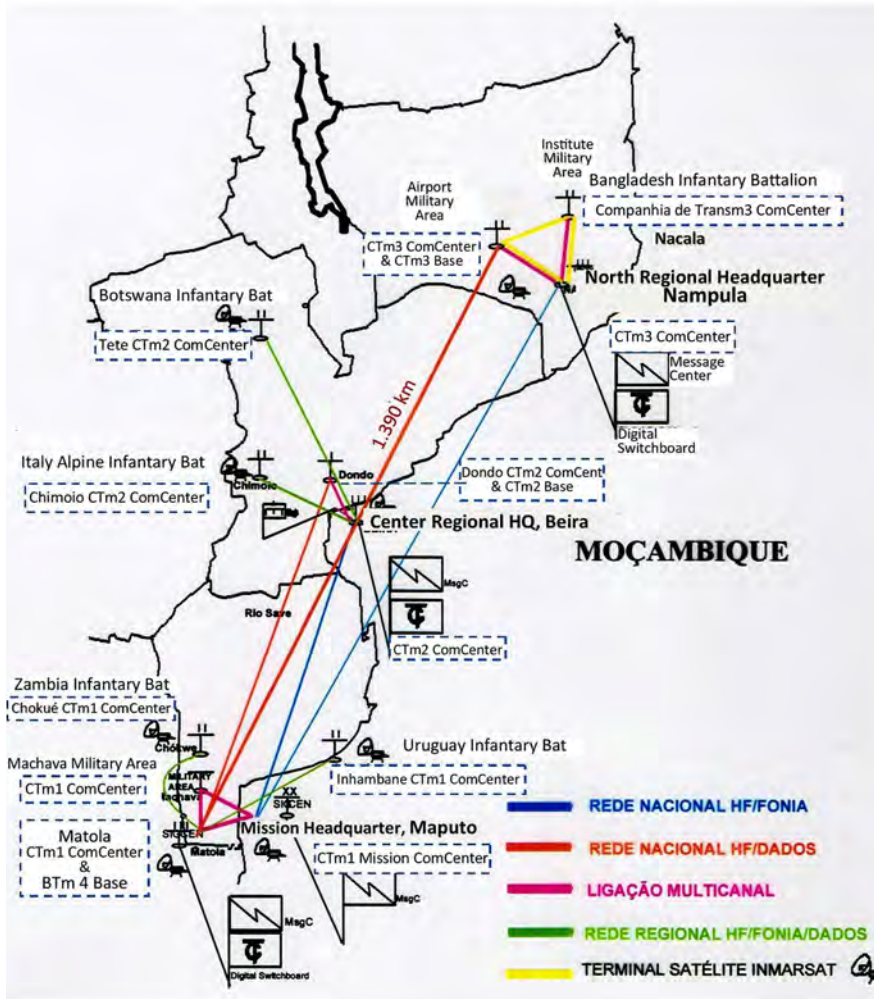 Institute
Military
Area
Bangladesh Infantary Battalion
Companhia de Transm3 ComCenter
Nacala
Airport
Military
Area
CTm3 ComCenter
& CTm3 Base
North Regional Headquarter
Nampula
Botswana Infantary Bat
Tete CTm2 ComCenter
CTm3 ComCenter
Message
Center
Digital
Switchboard
1.390 km
Italy Alpine Infantary Bat
Chimoio
Chimoio CTm2 ComCenter
Dondo
Dondo CTm2 ComCent
& CTm2 Base
Center Regional HQ, Beira
MOÇAMBIQUE
MsgC
CTm2 ComCenter
Rio Save
Zambia Infantary Bat
Chokué CTm1 ComCenter
Chókwe
Uruguay Infantary Bat
Inhambane CTm1 ComCenter
Machava Military Area
CTm1 ComCenter
MILITARY
AREA
XX
SIGCEN
Mission Headquarter, Maputo
CTm1 Mission ComCenter
MsgC
Matola
CTm1 ComCenter
&
BTm 4 Base
SIGCEN
Matola
MsgC
Digital Switchboard
REDE NACIONAL HF/FONIA
REDE NACIONAL HF/DADOS
LIGAÇÃO MULTICANAL
REDE REGIONAL HF/FONIA/DADOS
TERMINAL SATÉLITE INMARSAT